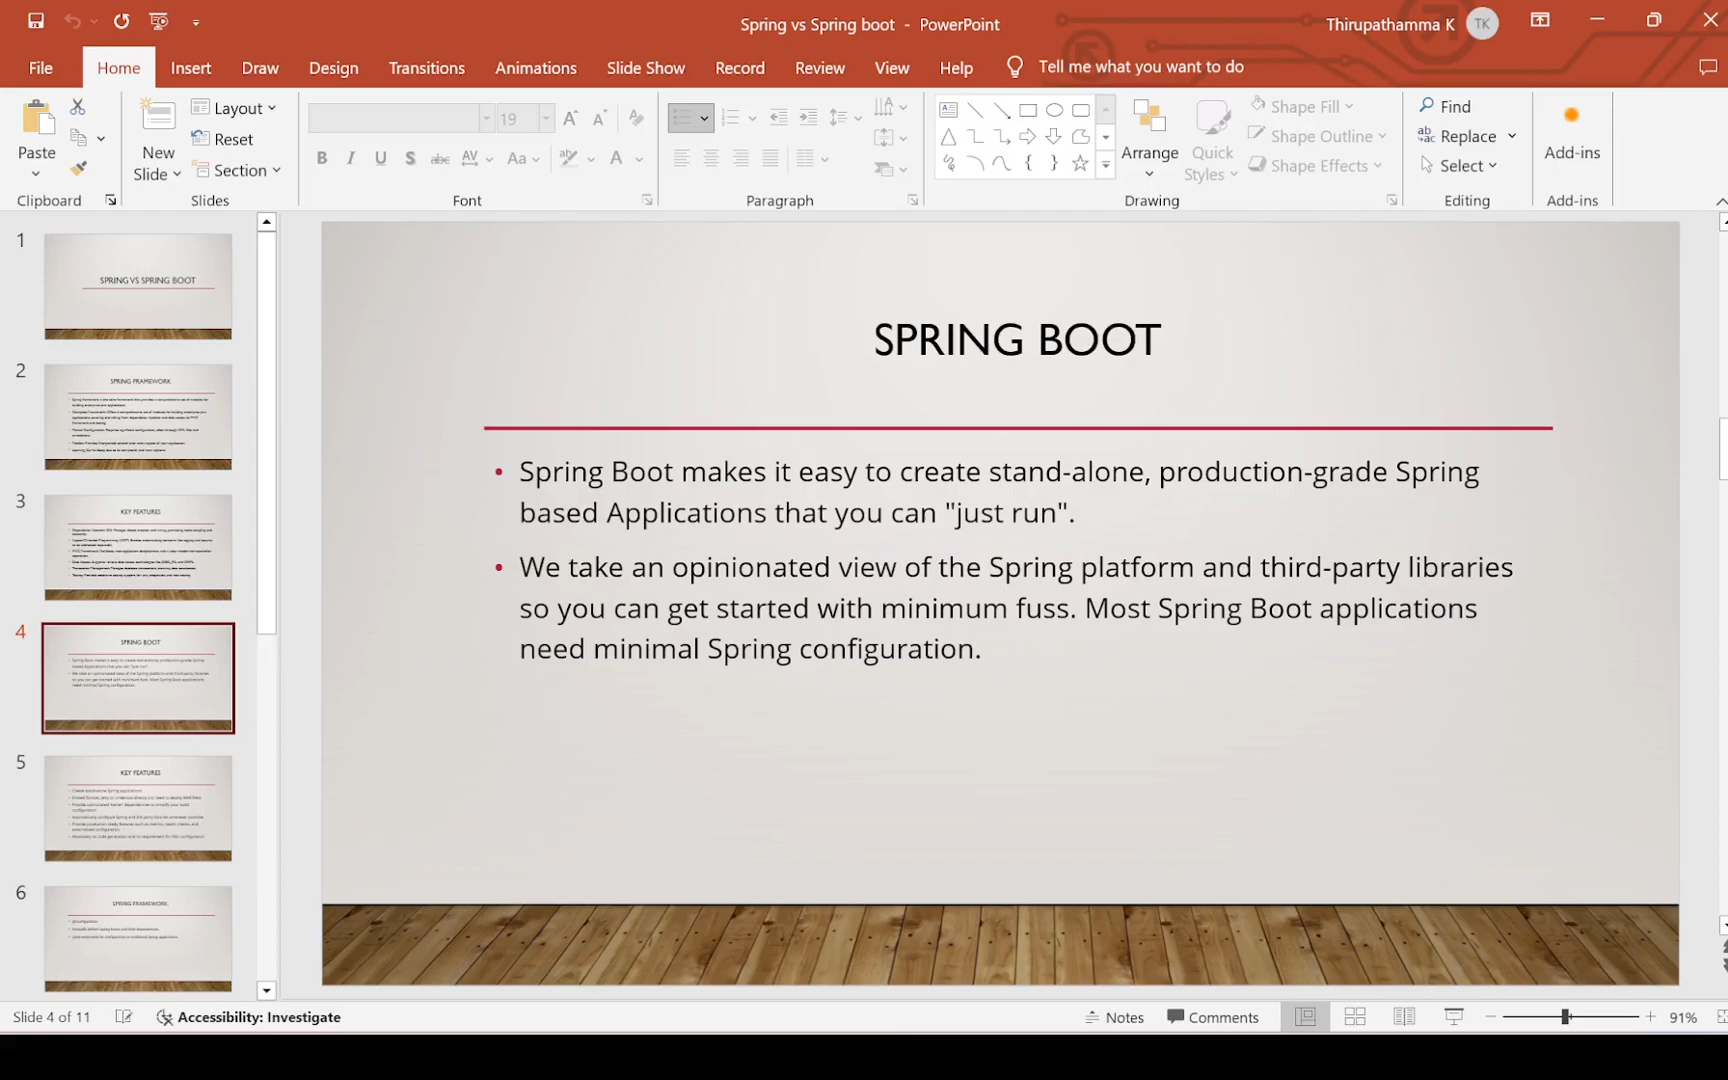 Spring vs Spring boot - PowerPoint
Thirupathamma K
TK
File
Home
Insert
Draw
Design
Transitions
Animations
Slide Show
Record
Review
View
Help
Tell me what you want to do
Paste
New
Slide
Layout
Reset
Section
19
B I U S abc AV Aa A
Arrange
Quick
Styles
Shape Fill
Shape Outline
Shape Effects
Find
Replace
Select
Add-ins
Clipboard
Slides
Font
Paragraph
Drawing
Editing
Add-ins
1
SPRING VS SPRING BOOT
2
SPRING FRAMEWORK
3
KEY FEATURES
4
SPRING BOOT
5
KEY FEATURES
6
SPRING FRAMEWORK
SPRING BOOT
• Spring Boot makes it easy to create stand-alone, production-grade Spring
based Applications that you can "just run".
• We take an opinionated view of the Spring platform and third-party libraries
so you can get started with minimum fuss. Most Spring Boot applications
need minimal Spring configuration.
Slide 4 of 11
Accessibility: Investigate
Notes
Comments
91%